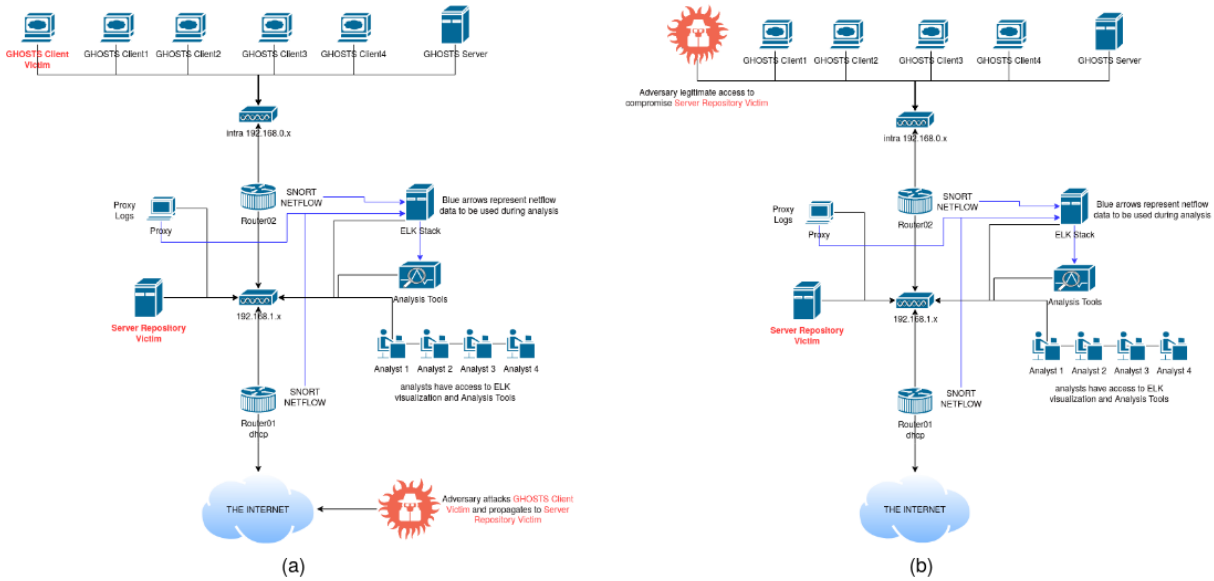 GHOSTS Client
Victim
GHOSTS Client1
GHOSTS Client2
GHOSTS Client3
GHOSTS Client4
GHOSTS Server
intra 192.168.0.x
Router02
SNORT
NETFLOW
Proxy
Logs
Proxy
ELK Stack
Blue arrows represent netflow
data to be used during analysis
Analysis Tools
Server Repository
Victim
192.168.1.x
Analyst 1
Analyst 2
Analyst 3
Analyst 4
analysts have access to ELK
visualization and Analysis Tools
SNORT
NETFLOW
Router01
dhcp
THE INTERNET
Adversary attacks GHOSTS Client
Victim and propagates to Server
Repository Victim
(a)
GHOSTS Client1
GHOSTS Client2
GHOSTS Client3
GHOSTS Client4
GHOSTS Server
Adversary legitimate access to
compromise Server Repository Victim
intra 192.168.0.x
Router02
SNORT
NETFLOW
Proxy
Logs
Proxy
ELK Stack
Blue arrows represent netflow
data to be used during analysis
Analysis Tools
Server Repository
Victim
192.168.1.x
Analyst 1
Analyst 2
Analyst 3
Analyst 4
analysts have access to ELK
visualization and Analysis Tools
SNORT
NETFLOW
Router01
dhcp
THE INTERNET
(b)